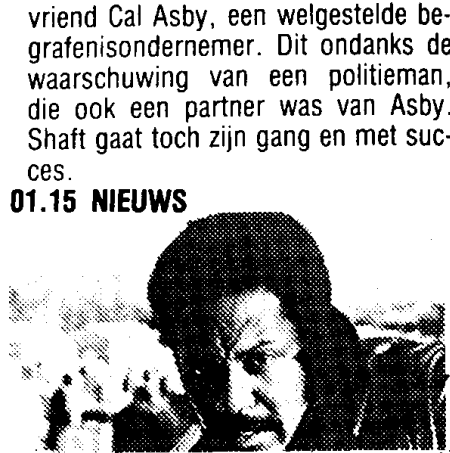 vriend Cal Asby, een welgestelde be-
grafenisondernemer. Dit ondanks de
waarschuwing van een politieman,
die ook een partner was van Asby.
Shaft gaat toch zijn gang en met suc-
ces.
01.15 NIEUWS